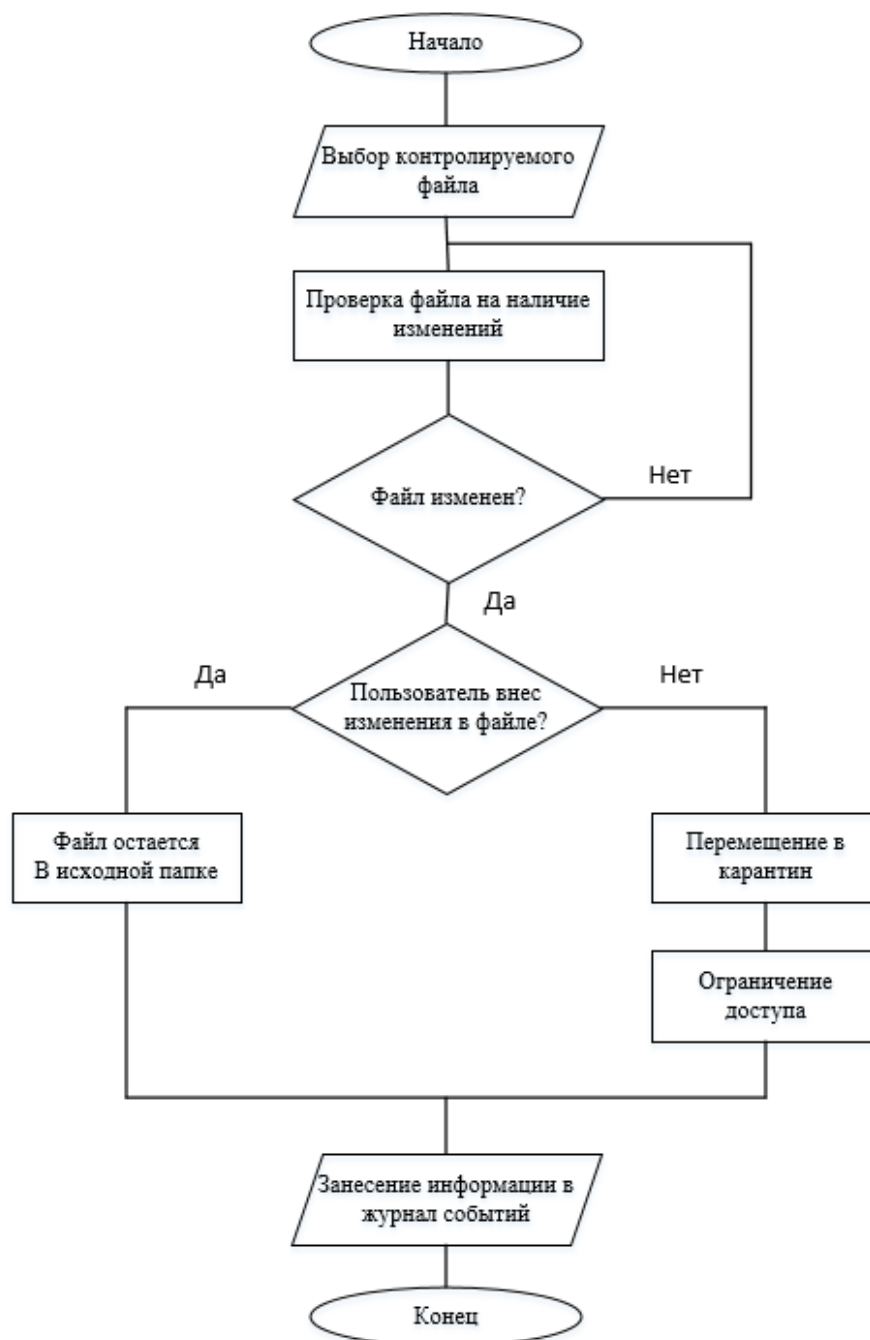 Начало
Выбор контролируемого
файла
Проверка файла на наличие
изменений
Файл изменен?
Нет
Да
Да
Пользователь внес
изменения в файле?
Нет
Файл остается
В исходной папке
Перемещение в
карантин
Ограничение
доступа
Занесение информации в
журнал событий
Конец